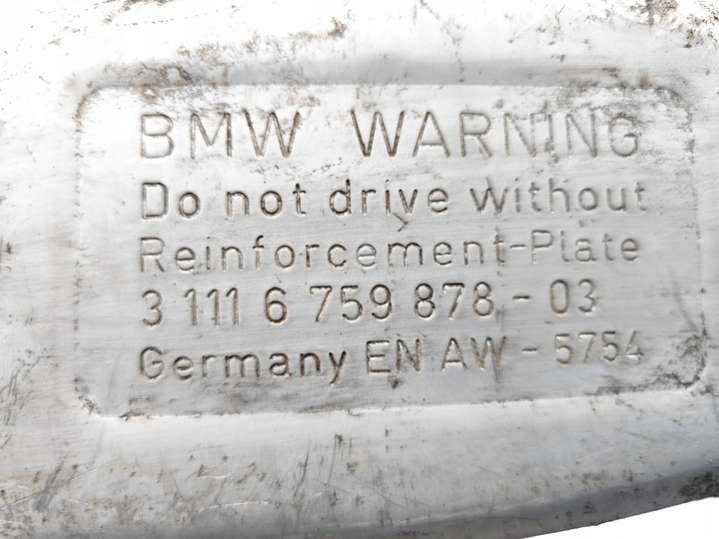 BMW WARNING
Do not drive without
Reinforcement-Plate
3 111 6 759 878 - 03
Germany EN AW - 5754